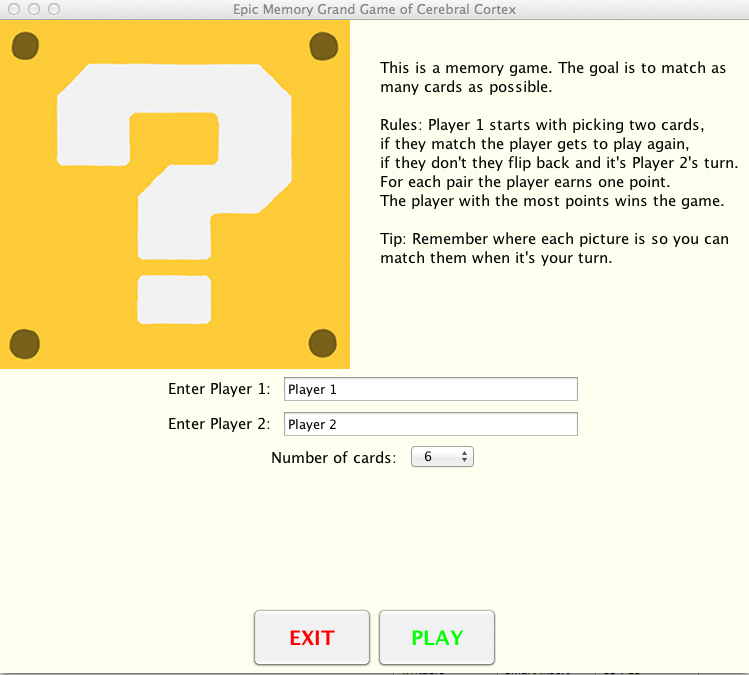 Epic Memory Grand Game of Cerebral Cortex
?
This is a memory game. The goal is to match as
many cards as possible.
Rules: Player 1 starts with picking two cards,
if they match the player gets to play again,
if they don't they flip back and it's Player 2's turn.
For each pair the player earns one point.
The player with the most points wins the game.
Tip: Remember where each picture is so you can
match them when it's your turn.
Enter Player 1: Player 1
Enter Player 2: Player 2
Number of cards: 6
EXIT PLAY